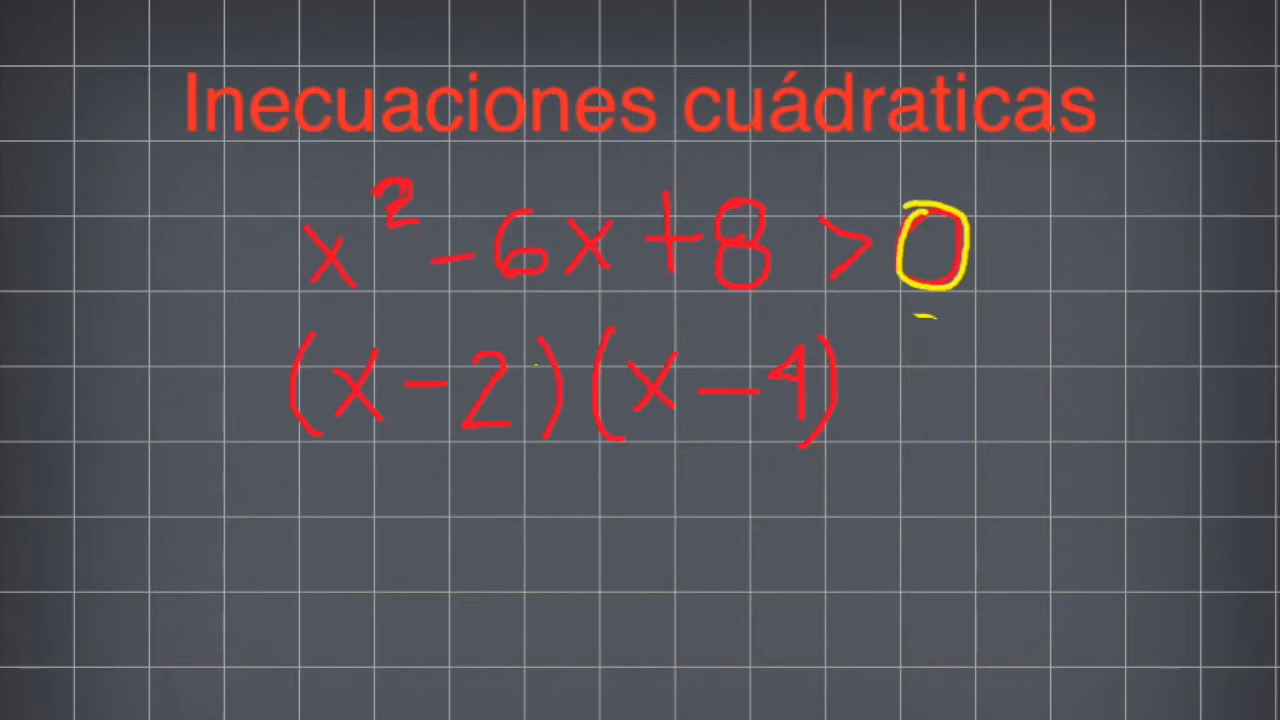 Inecuaciones cuádraticas
x² - 6x + 8 > 0
(x - 2)(x - 4)